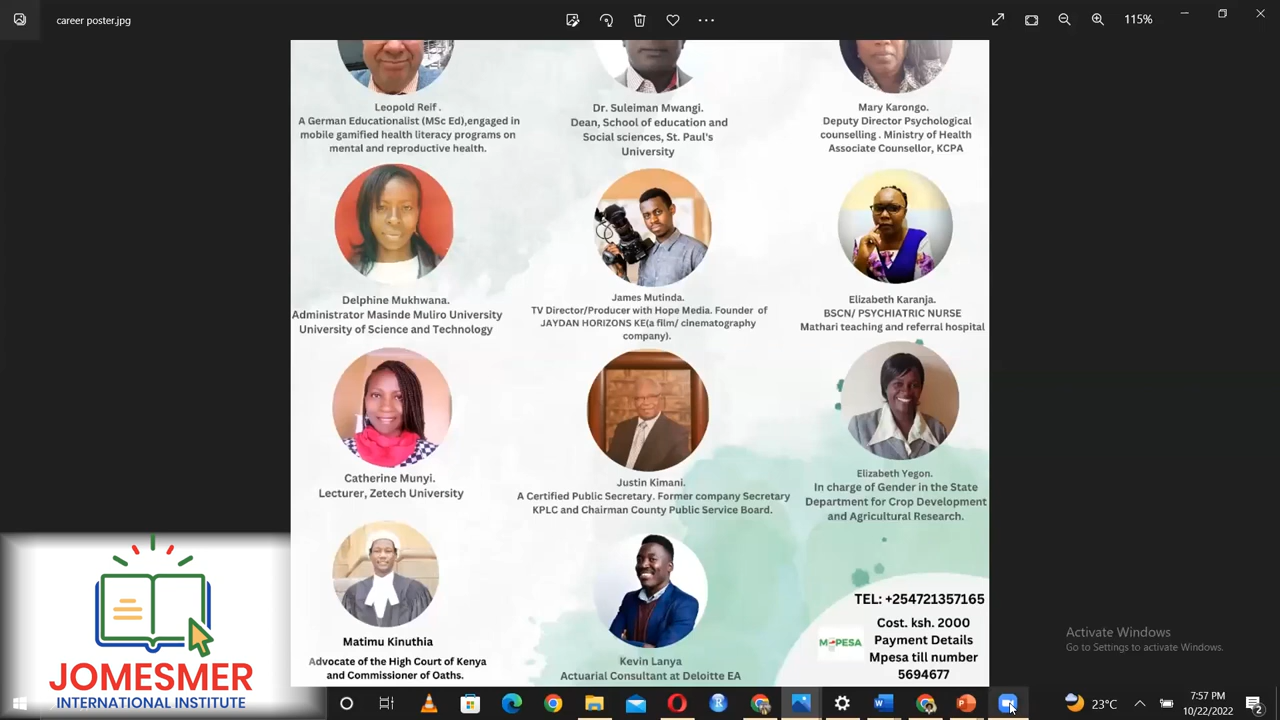 career poster.jpg
115%
Leopold Reif .
A German Educationalist (MSc Ed),engaged in
mobile gamified health literacy programs on
mental and reproductive health.
Dr. Suleiman Mwangi.
Dean, School of education and
Social sciences, St. Paul's
University
Mary Karongo.
Deputy Director Psychological
counselling . Ministry of Health
Associate Counsellor, KCPA
Delphine Mukhwana.
Administrator Masinde Muliro University
University of Science and Technology
James Mutinda.
TV Director/Producer with Hope Media. Founder of
JAYDAN HORIZONS KE(a film/ cinematography
company).
Elizabeth Karanja.
BSCN/ PSYCHIATRIC NURSE
Mathari teaching and referral hospital
Catherine Munyi.
Lecturer, Zetech University
Justin Kimani.
A Certified Public Secretary. Former company Secretary
KPLC and Chairman County Public Service Board.
Elizabeth Yegon.
In charge of Gender in the State
Department for Crop Development
and Agricultural Research.
Matimu Kinuthia
Advocate of the High Court of Kenya
and Commissioner of Oaths.
Kevin Lanya
Actuarial Consultant at Deloitte EA
TEL: +254721357165
Cost. ksh. 2000
Payment Details
Mpesa till number
5694677
M-PESA
Activate Windows
Go to Settings to activate Windows.
JOMESMER
INTERNATIONAL INSTITUTE
23°C
7:57 PM
10/22/2022
2